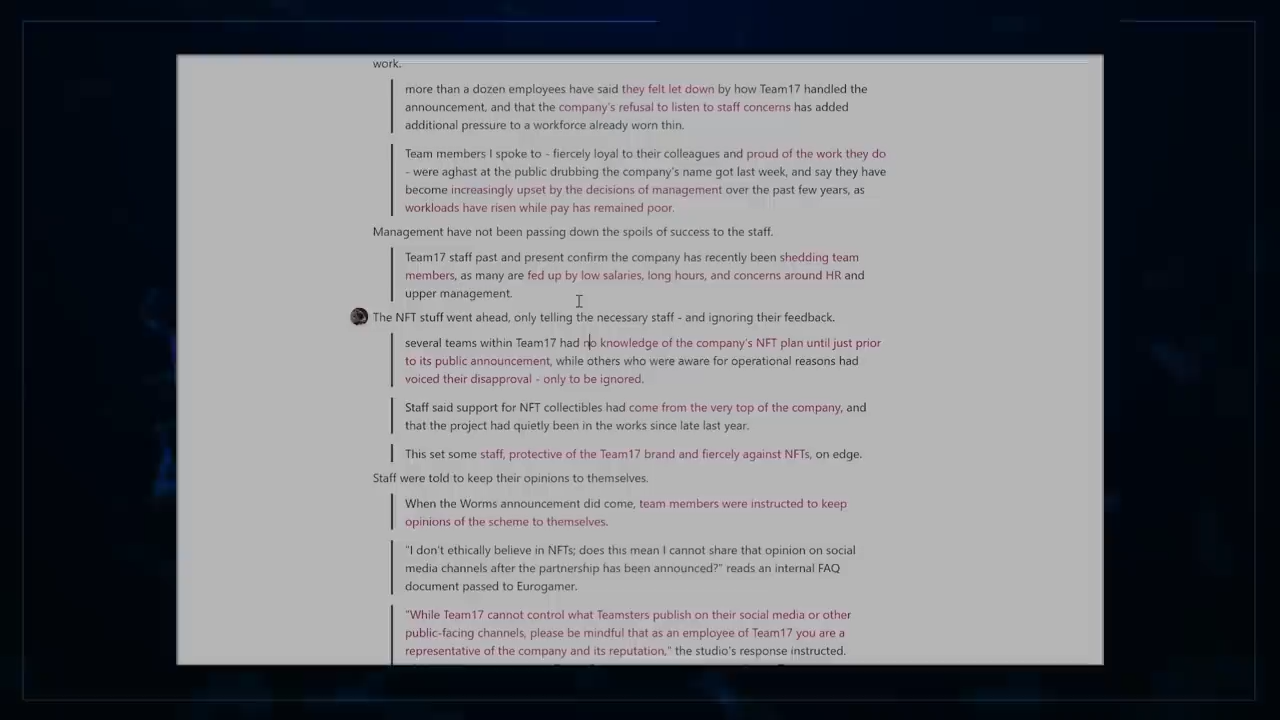 work.
more than a dozen employees have said they felt let down by how Team17 handled the
announcement, and that the company's refusal to listen to staff concerns has added
additional pressure to a workforce already worn thin.
Team members I spoke to - fiercely loyal to their colleagues and proud of the work they do
- were aghast at the public drubbing the company's name got last week, and say they have
become increasingly upset by the decisions of management over the past few years, as
workloads have risen while pay has remained poor.
Management have not been passing down the spoils of success to the staff.
Team17 staff past and present confirm the company has recently been shedding team
members, as many are fed up by low salaries, long hours, and concerns around HR and
upper management.
The NFT stuff went ahead, only telling the necessary staff - and ignoring their feedback.
several teams within Team17 had no knowledge of the company's NFT plan until just prior
to its public announcement, while others who were aware for operational reasons had
voiced their disapproval - only to be ignored.
Staff said support for NFT collectibles had come from the very top of the company, and
that the project had quietly been in the works since late last year.
This set some staff, protective of the Team17 brand and fiercely against NFTs, on edge.
Staff were told to keep their opinions to themselves.
When the Worms announcement did come, team members were instructed to keep
opinions of the scheme to themselves.
"I don't ethically believe in NFTs; does this mean I cannot share that opinion on social
media channels after the partnership has been announced?" reads an internal FAQ
document passed to Eurogamer.
"While Team17 cannot control what Teamsters publish on their social media or other
public-facing channels, please be mindful that as an employee of Team17 you are a
representative of the company and its reputation," the studio's response instructed.